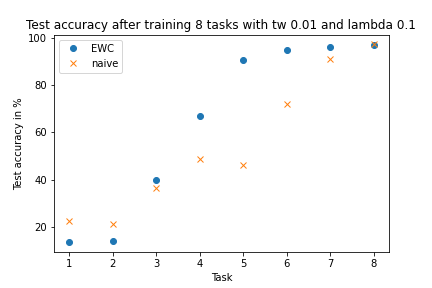 Test accuracy after training 8 tasks with tw 0.01 and lambda 0.1
100
80
60
40
20
Test accuracy in %
EWC
naive
1 2 3 4 5 6 7 8
Task